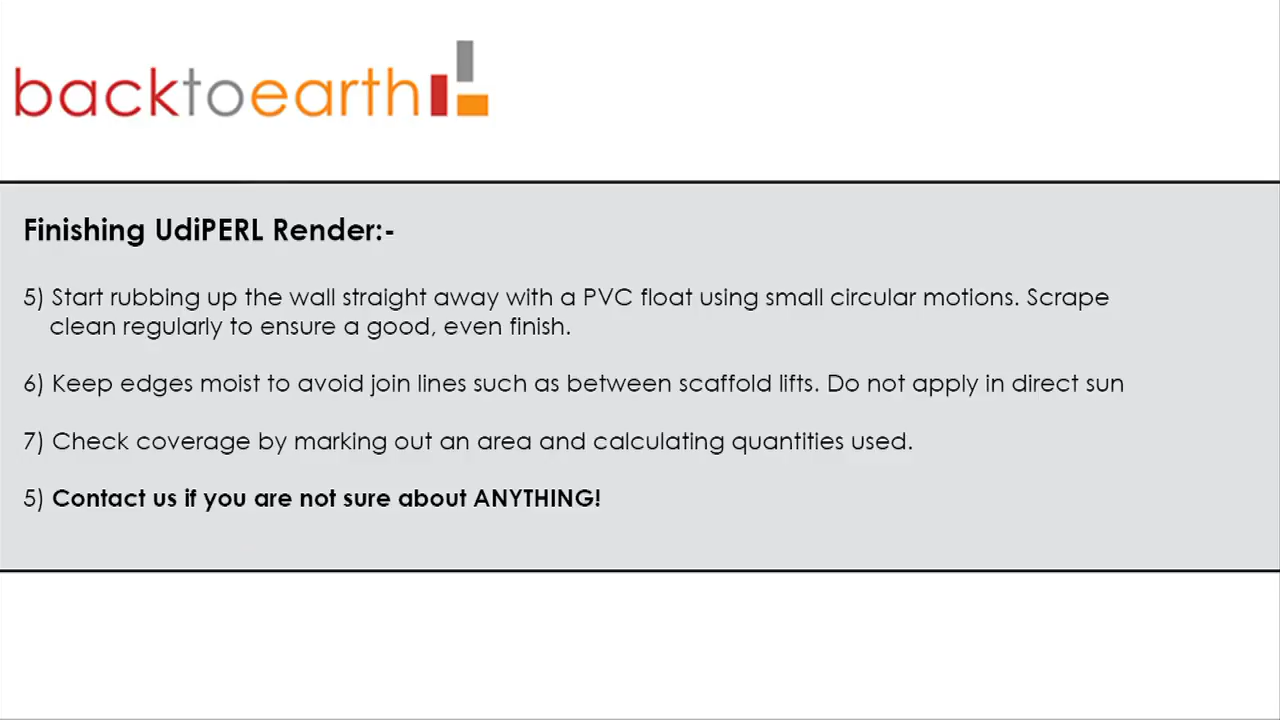 backtoearth
Finishing UdiPERL Render:-
5) Start rubbing up the wall straight away with a PVC float using small circular motions. Scrape
clean regularly to ensure a good, even finish.
6) Keep edges moist to avoid join lines such as between scaffold lifts. Do not apply in direct sun
7) Check coverage by marking out an area and calculating quantities used.
5) Contact us if you are not sure about ANYTHING!